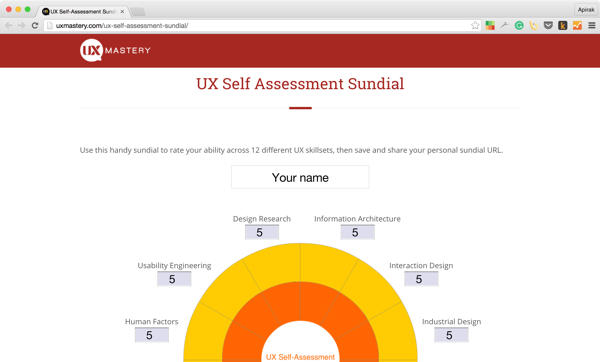 UX Self Assessment Sundi
Apirak
uxmastery.com/ux-self-assessment-sundial/
UX MASTERY
UX Self Assessment Sundial
Use this handy sundial to rate your ability across 12 different UX skillsets, then save and share your personal sundial URL.
Your name
Design Research
Information Architecture
5
5
Usability Engineering
Interaction Design
5
5
Human Factors
Industrial Design
5
5
UX Self-Assessment